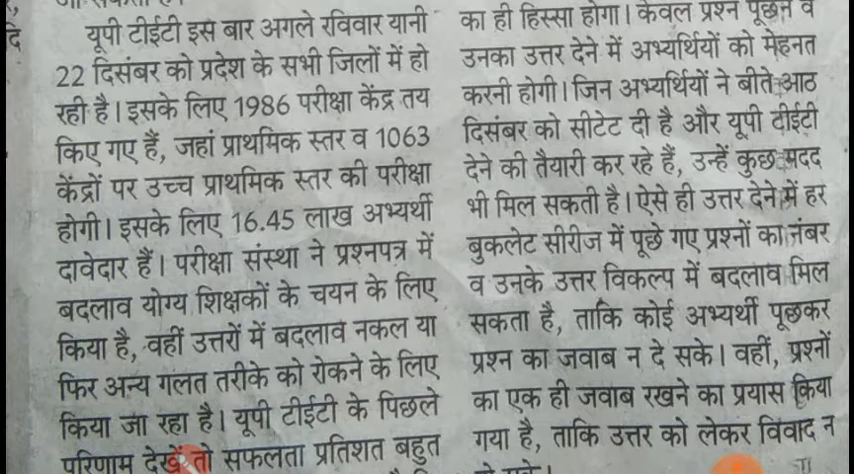 यूपी टीईटी इस बार अगले रविवार यानी
22 दिसंबर को प्रदेश के सभी जिलों में हो
रही है। इसके लिए 1986 परीक्षा केंद्र तय
किए गए हैं, जहां प्राथमिक स्तर व 1063
केंद्रों पर उच्च प्राथमिक स्तर की परीक्षा
होगी। इसके लिए 16.45 लाख अभ्यर्थी
दावेदार हैं। परीक्षा संस्था ने प्रश्नपत्र में
बदलाव योग्य शिक्षकों के चयन के लिए
किया है, वहीं उत्तरों में बदलाव नकल या
फिर अन्य गलत तरीके को रोकने के लिए
किया जा रहा है। यूपी टीईटी के पिछले
परिणाम देखें तो सफलता प्रतिशत बहुत
का ही हिस्सा होगा। केवल प्रश्न पूछने व
उनका उत्तर देने में अभ्यर्थियों को मेहनत
करनी होगी। जिन अभ्यर्थियों ने बीते आठ
दिसंबर को सीटेट दी है और यूपी टीईटी
देने की तैयारी कर रहे हैं, उन्हें कुछ मदद
भी मिल सकती है। ऐसे ही उत्तर देने में हर
बुकलेट सीरीज में पूछे गए प्रश्नों का नंबर
व उनके उत्तर विकल्प में बदलाव मिल
सकता है, ताकि कोई अभ्यर्थी पूछकर
प्रश्न का जवाब न दे सके। वहीं, प्रश्नों
का एक ही जवाब रखने का प्रयास किया
गया है, ताकि उत्तर को लेकर विवाद न